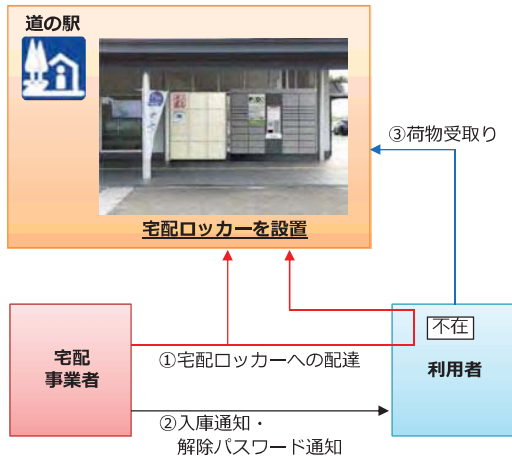 道の駅
宅配ロッカーを設置
③荷物受取り
不在
利用者
宅配
事業者
①宅配ロッカーへの配達
②入庫通知・
解除パスワード通知